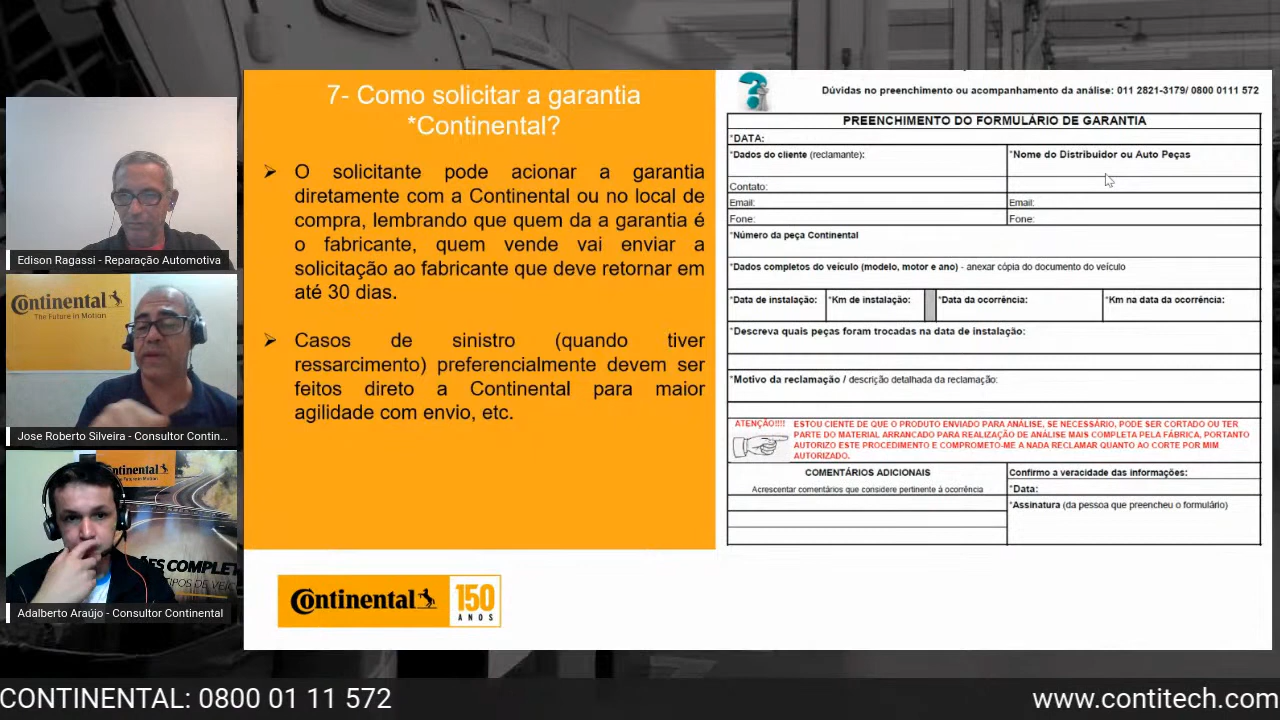 7- Como solicitar a garantia
*Continental?
O solicitante pode acionar a garantia
diretamente com a Continental ou no local de
compra, lembrando que quem da a garantia é
o fabricante, quem vende vai enviar a
solicitação ao fabricante que deve retornar em
até 30 dias.
Casos de sinistro (quando tiver
ressarcimento) preferencialmente devem ser
feitos direto a Continental para maior
agilidade com envio, etc.
Continental
150
ANOS
Dúvidas no preenchimento ou acompanhamento da análise: 011 2821-3179/ 0800 0111 572
PREENCHIMENTO DO FORMULÁRIO DE GARANTIA
*DATA:
*Dados do cliente (reclamante):
*Nome do Distribuidor ou Auto Peças
Contato:
Email:
Email:
Fone:
Fone:
*Número da peça Continental
*Dados completos do veículo (modelo, motor e ano) - anexar cópia do documento do veículo
*Data de instalação:
*Km de instalação:
*Data da ocorrência:
*Km na data da ocorrência:
*Descreva quais peças foram trocadas na data de instalação:
*Motivo da reclamação / descrição detalhada da reclamação:
ATENÇÃO!!!!
ESTOU CIENTE DE QUE O PRODUTO ENVIADO PARA ANÁLISE, SE NECESSÁRIO, PODE SER CORTADO OU TER
PARTE DO MATERIAL ARRANCADO PARA REALIZAÇÃO DE ANÁLISE MAIS COMPLETA PELA FÁBRICA, PORTANTO
AUTORIZO ESTE PROCEDIMENTO E COMPROMETO-ME A NADA RECLAMAR QUANTO AO CORTE POR MIM
AUTORIZADO.
COMENTÁRIOS ADICIONAIS
Acrescentar comentários que considere pertinente à ocorrência
Confirmo a veracidade das informações:
*Data:
*Assinatura (da pessoa que preencheu o formulário)
Edison Ragassi - Reparação Automotiva
Continental
The Future in Motion
Jose Roberto Silveira - Consultor Contin...
Continental
The Future in Motion
ÕES COMPLET
TIPOS DE VEÍC
Adalberto Araújo - Consultor Continental
CONTINENTAL: 0800 01 11 572
www.contitech.com